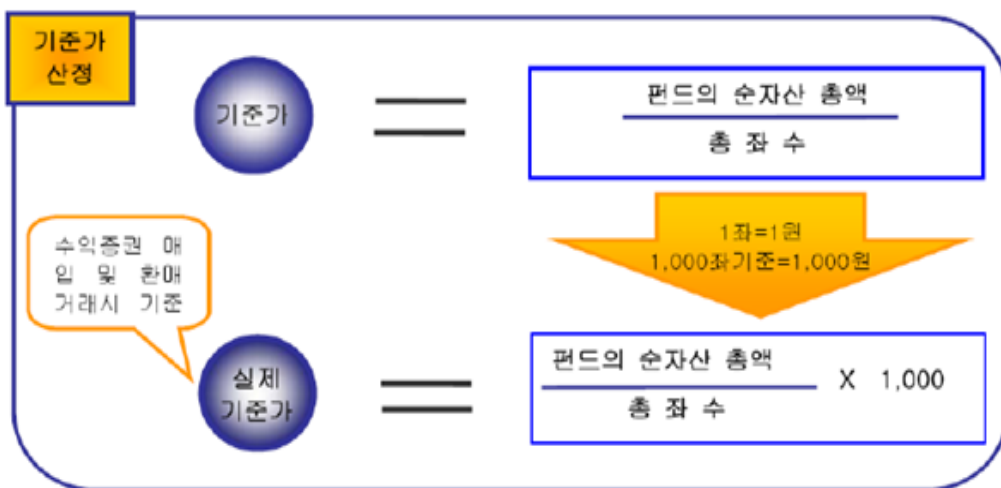 기준가
산정
기준가
펀드의 순자산 총액
총 좌 수
1좌=1원
1,000좌기준=1,000원
수익증권 매
입 및 환매
거래시 기준
실제
기준가
펀드의 순자산 총액
총 좌 수
X 1,000